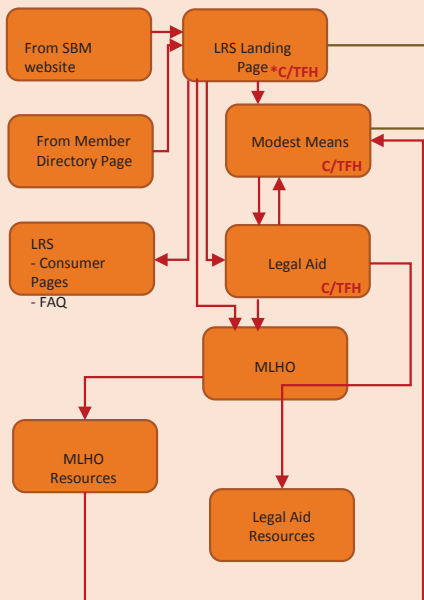 From SBM
website
LRS Landing
Page *C/TFH
From Member
Directory Page
Modest Means
C/TFH
LRS
- Consumer
Pages
- FAQ
Legal Aid
C/TFH
MLHO
MLHO
Resources
Legal Aid
Resources